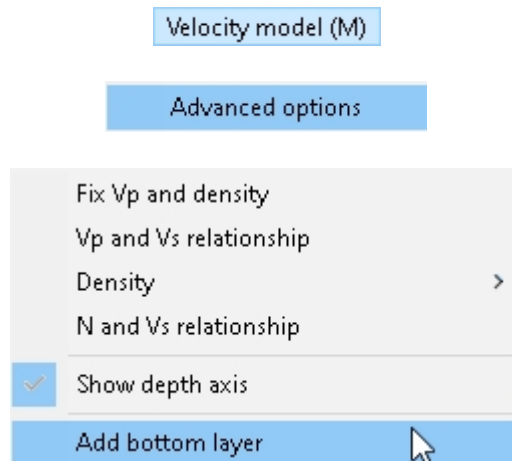 Velocity model (M)
Advanced options
Fix Vp and density
Vp and Vs relationship
Density
N and Vs relationship
Show depth axis
Add bottom layer